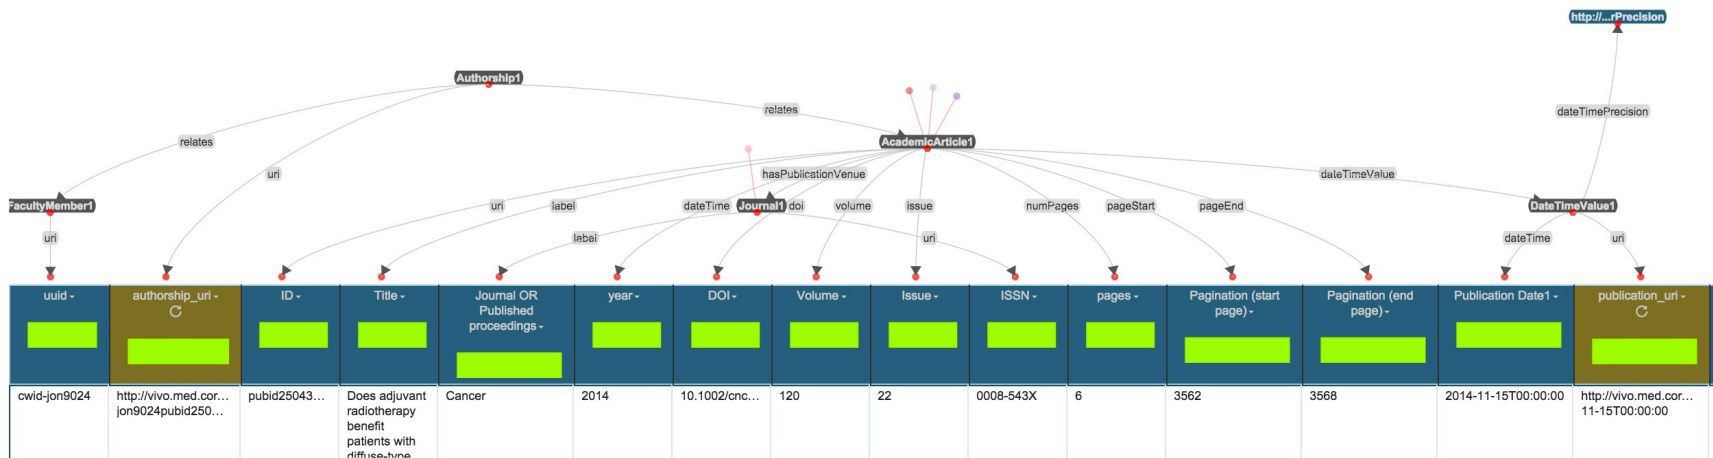 http://...rPrecision
Authorship1
relates
dateTimePrecision
relates
AcademicArticle1
uri
hasPublicationVenue
dateTimeValue
FacultyMember1
uri
label
dateTime
Journal1
doi
volume
issue
numPages
pageStart
pageEnd
DateTimeValue1
uri
label
uri
dateTime
uri
uuid
authorship_uri
ID
Title
Journal OR
Published
proceedings
year
DOI
Volume
Issue
ISSN
pages
Pagination (start
page)
Pagination (end
page)
Publication Date1
publication_uri
cwid-jon9024
http://vivo.med.cor...
jon9024pubid250...
pubid25043...
Does adjuvant
radiotherapy
benefit
patients with
diffuse-type
Cancer
2014
10.1002/cnc...
120
22
0008-543X
6
3562
3568
2014-11-15T00:00:00
http://vivo.med.cor...
11-15T00:00:00